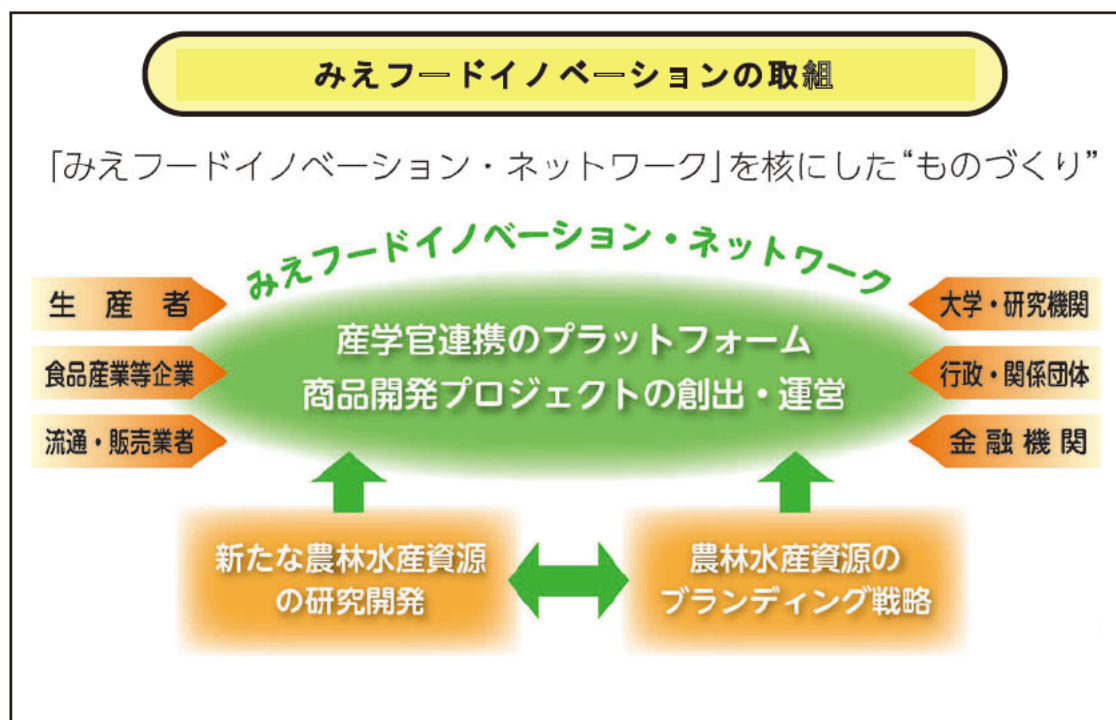 みえフードイノベーションの取組
「みえフードイノベーション・ネットワーク」を核にした“ものづくり”
みえフードイノベーション・ネットワーク
生産者
食品産業等企業
流通・販売業者
産学官連携のプラットフォーム
商品開発プロジェクトの創出・運営
大学・研究機関
行政・関係団体
金融機関
新たな農林水産資源
の研究開発
農林水産資源の
ブランディング戦略